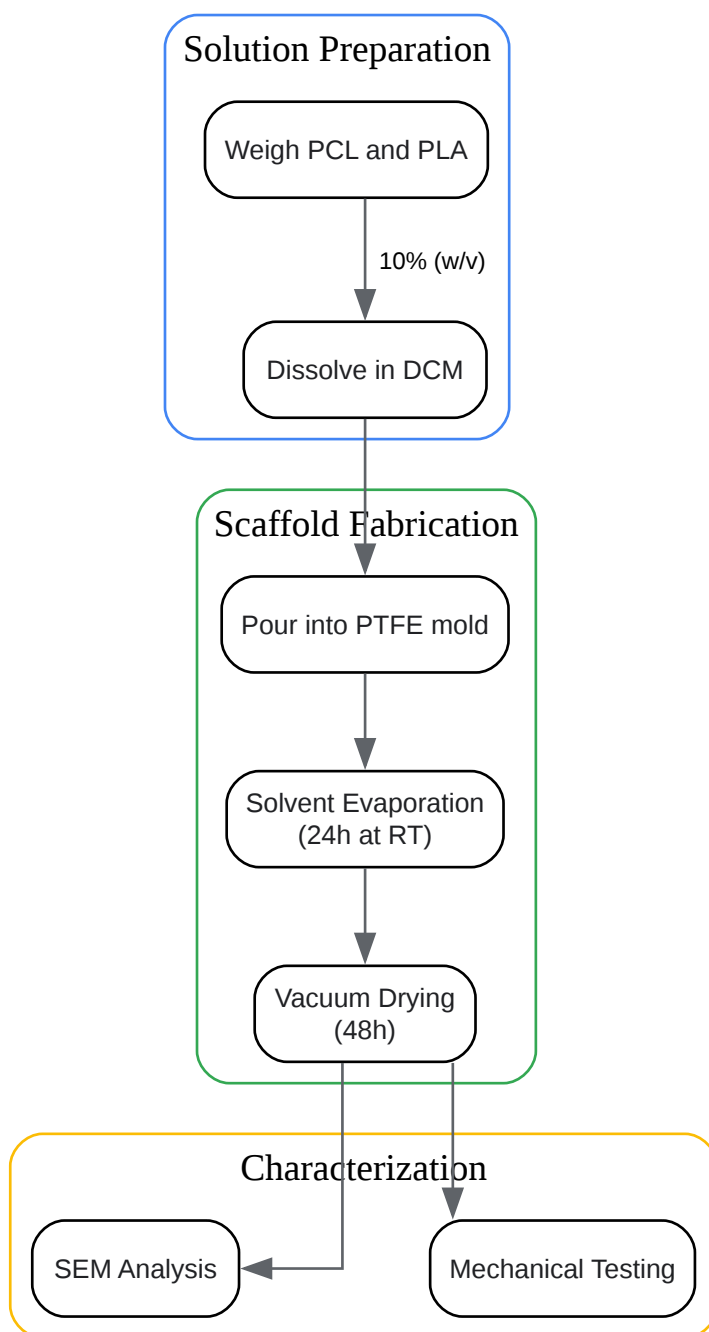 Solution Preparation
Weigh PCL and PLA
10% (w/v)
Dissolve in DCM
Scaffold Fabrication
Pour into PTFE mold
Solvent Evaporation
(24h at RT)
Vacuum Drying
(48h)
Characterization
SEM Analysis
Mechanical Testing